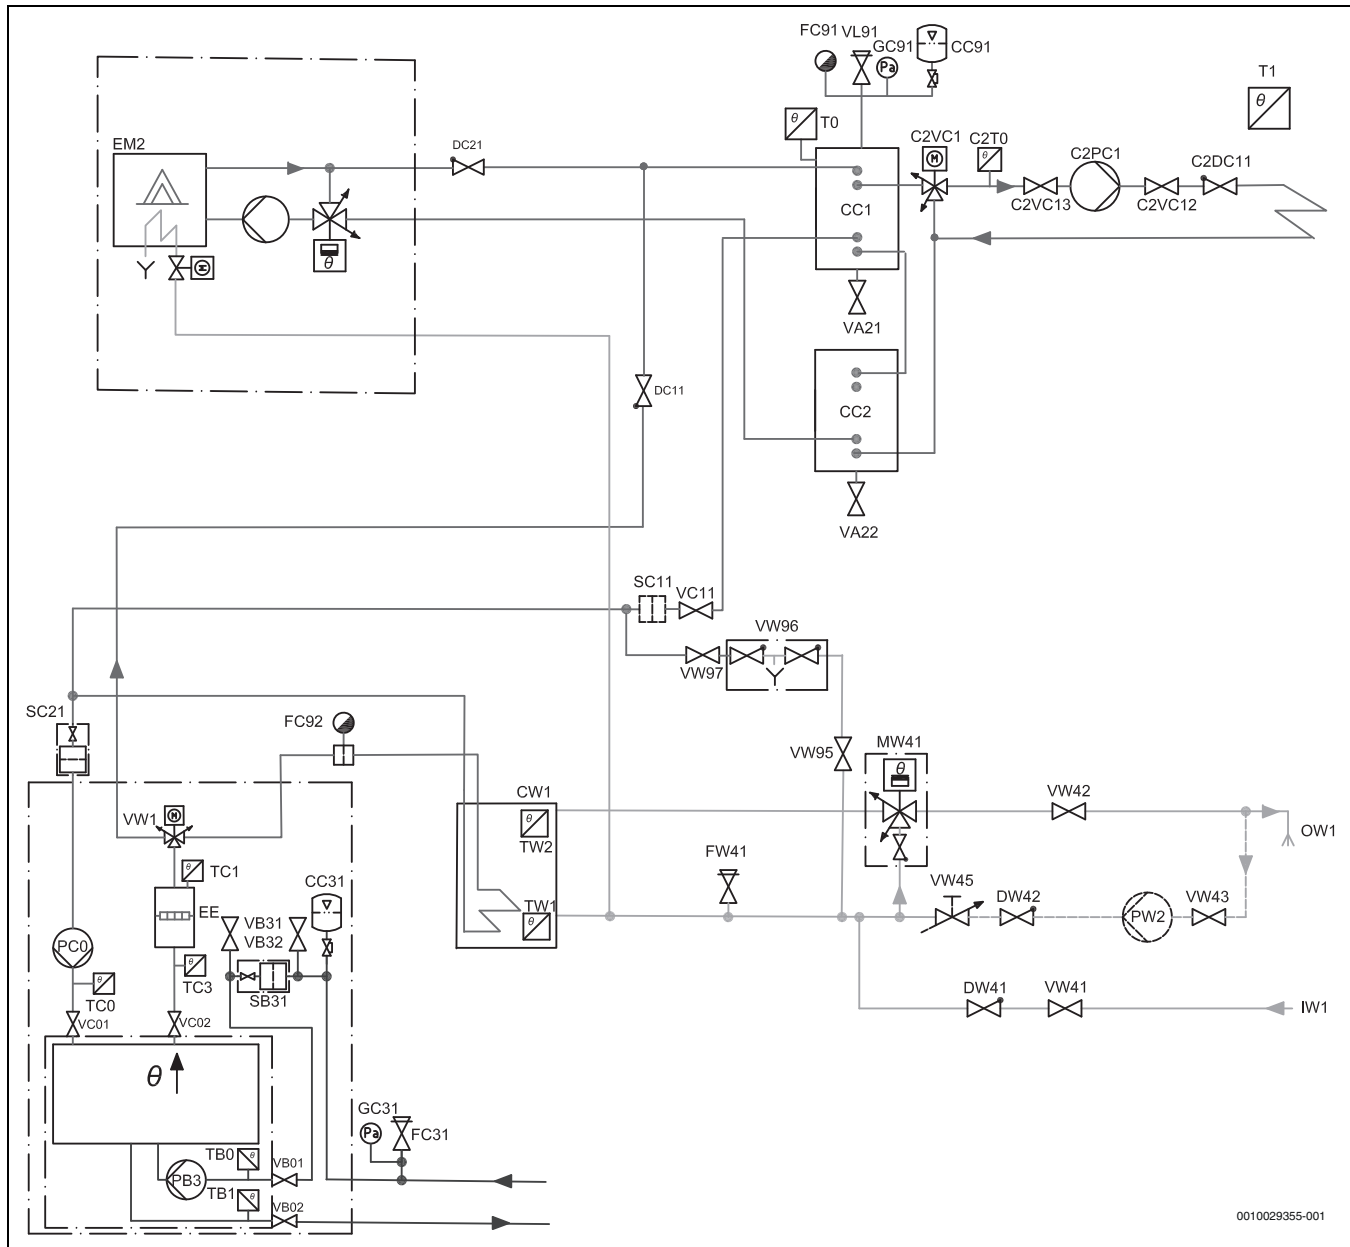 FC91
VL91
GC91
CC91
Pa
T1
θ
EM2
DC21
θ
T0
C2VC1
M
C2T0
θ
C2PC1
C2DC11
CC1
C2VC13
C2VC12
M
θ
VA21
DC11
CC2
VA22
SC11
VC11
VW96
VW97
SC21
FC92
VW95
MW41
θ
VW1
M
CW1
θ
TW2
VW42
OW1
TC1
θ
EE
CC31
FW41
VW45
DW42
PW2
VW43
VB31
VB32
TW1
θ
PC0
TC0
θ
TC3
θ
SB31
VC01
VC02
DW41
VW41
IW1
θ
GC31
Pa
FC31
TB0
θ
VB01
PB3
TB1
θ
VB02
0010029355-001